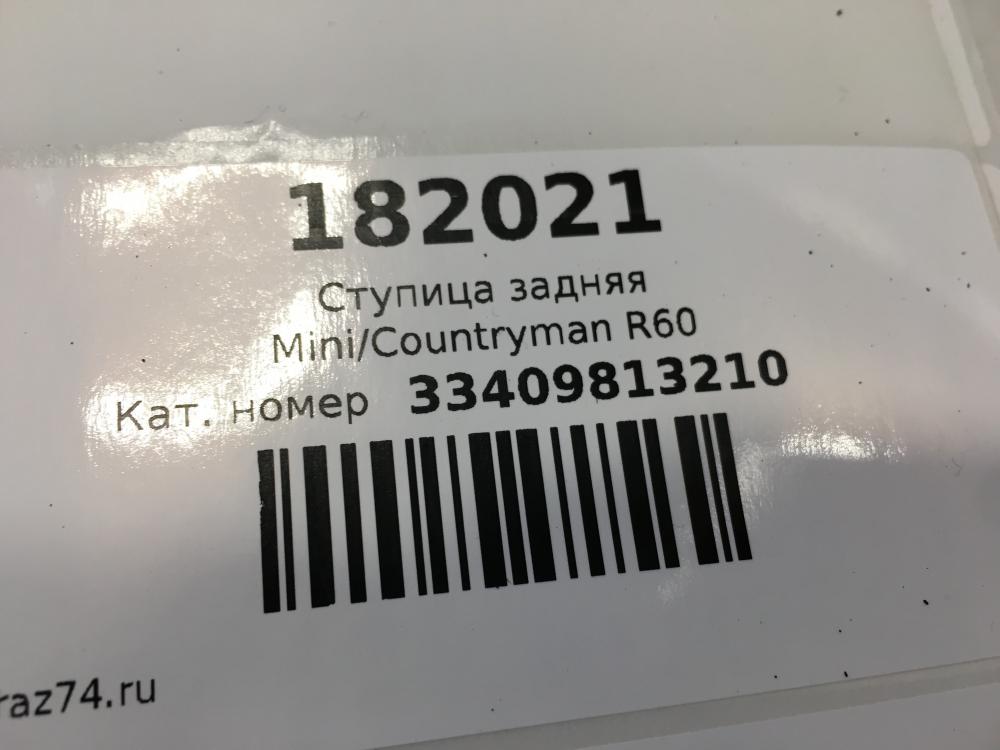 182021
Ступица задняя
Mini/Countryman R60
Кат. номер 33409813210
raz74.ru